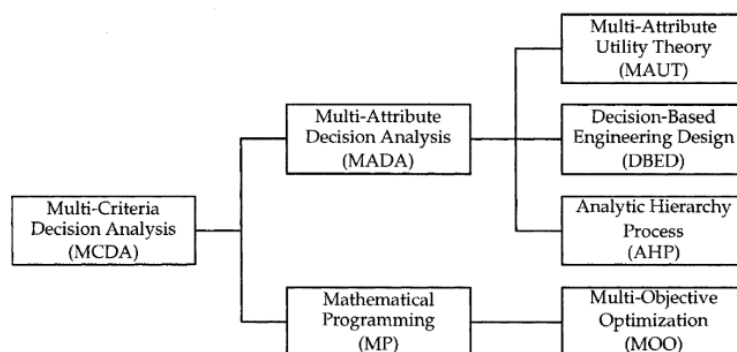 Multi-Attribute
Utility Theory
(MAUT)
Multi-Attribute
Decision Analysis
(MADA)
Decision-Based
Engineering Design
(DBED)
Multi-Criteria
Decision Analysis
(MCDA)
Analytic Hierarchy
Process
(AHP)
Mathematical
Programming
(MP)
Multi-Objective
Optimization
(MOO)